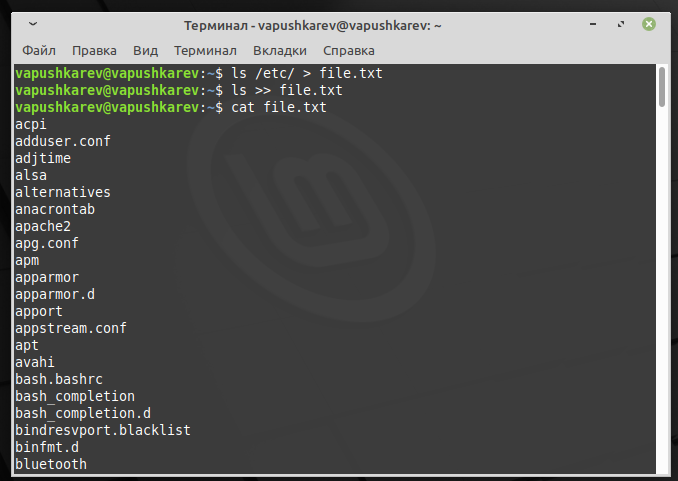 Терминал - vapushkarev@vapushkarev: ~
Файл Правка Вид Терминал Вкладки Справка
vapushkarev@vapushkarev:~$ ls /etc/ > file.txt
vapushkarev@vapushkarev:~$ ls >> file.txt
vapushkarev@vapushkarev:~$ cat file.txt
acpi
adduser.conf
adjtime
alsa
alternatives
anacrontab
apache2
apg.conf
apm
apparmor
apparmor.d
apport
appstream.conf
apt
avahi
bash.bashrc
bash_completion
bash_completion.d
bindresvport.blacklist
binfmt.d
bluetooth